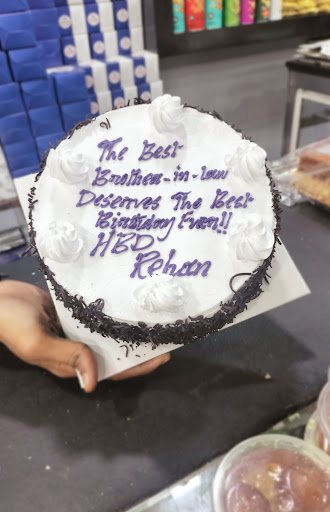 The Best
Brother-in-law
Deserves The Best
Birthday Ever!!
HBD
Rehan